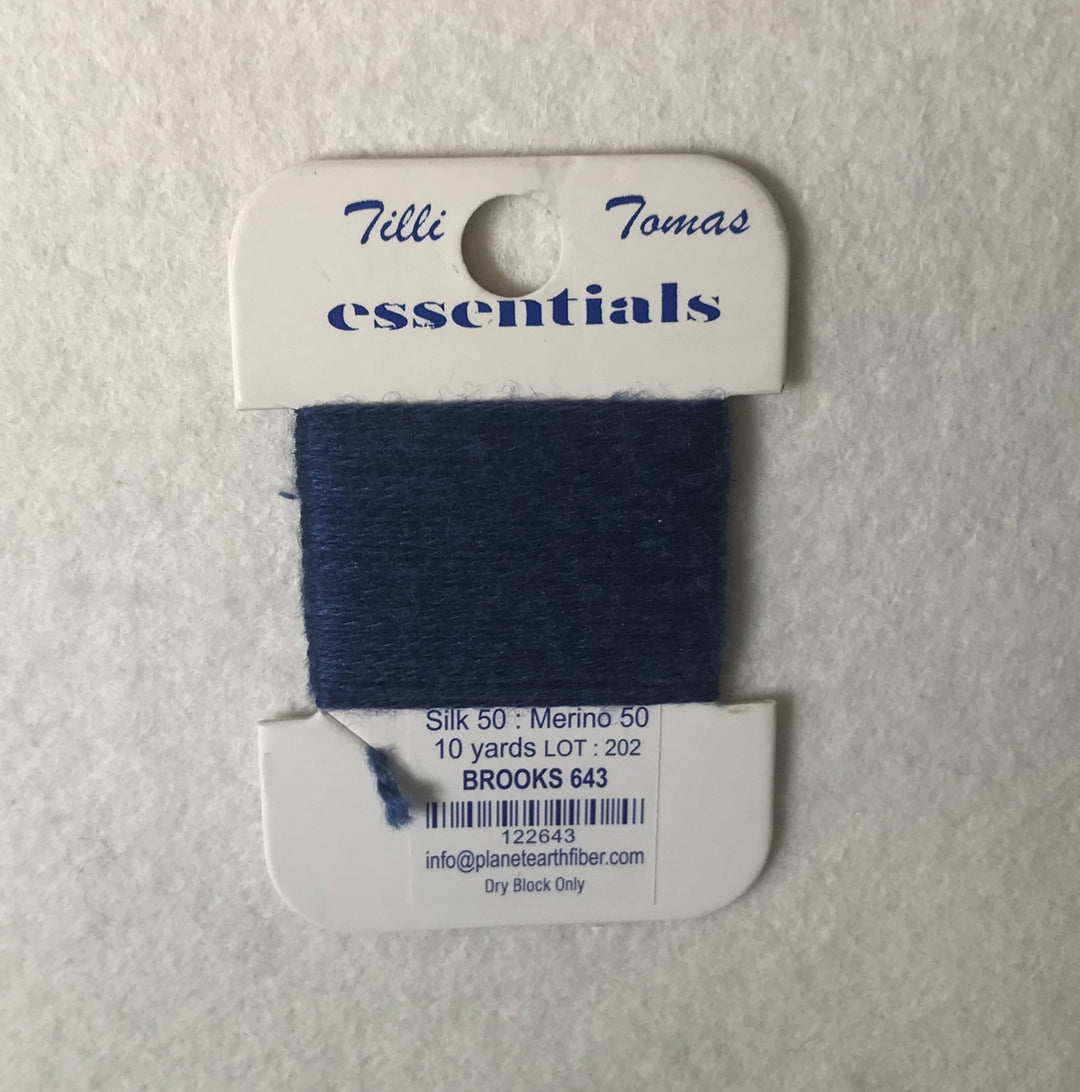 Tilli Tomas
essentials
Silk 50 : Merino 50
10 yards LOT : 202
BROOKS 643
122643
info@planetearthfiber.com
Dry Block Only